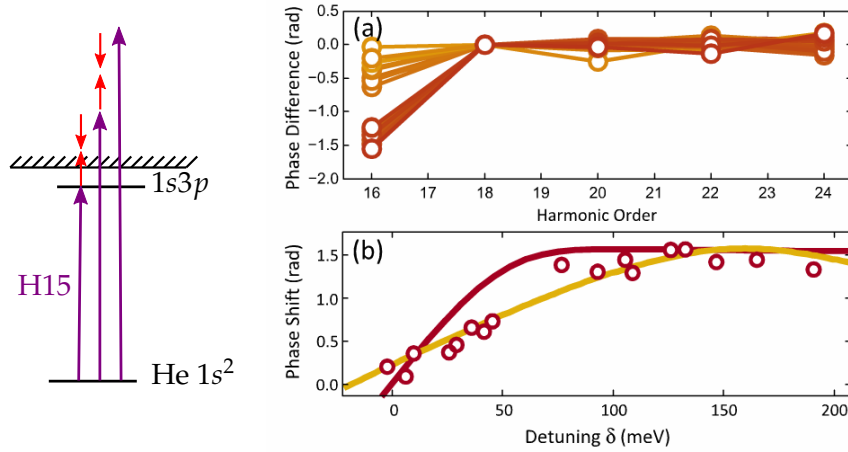 1s3p
H15
He 1s²
(a)
Phase Difference (rad)
0.5
0.0
−0.5
−1.0
−1.5
−2.0
16 17 18 19 20 21 22 23 24
Harmonic Order
(b)
Phase Shift (rad)
1.5
1.0
0.5
0.0
0 50 100 150 200
Detuning δ (meV)